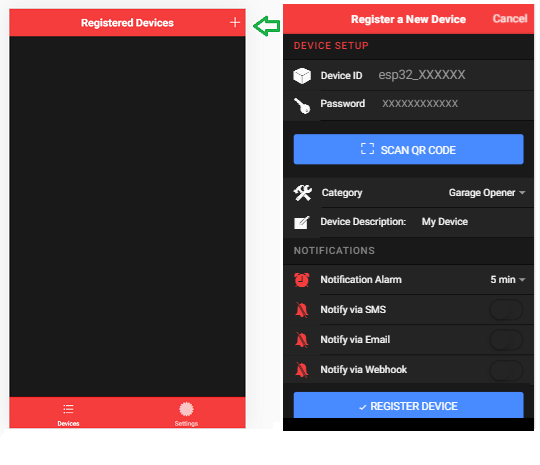 Registered Devices +
Devices
Settings
Register a New Device Cancel
DEVICE SETUP
Device ID esp32_XXXXXX
Password XXXXXXXXXXXX
SCAN QR CODE
Category Garage Opener
Device Description: My Device
NOTIFICATIONS
Notification Alarm 5 min
Notify via SMS
Notify via Email
Notify via Webhook
REGISTER DEVICE